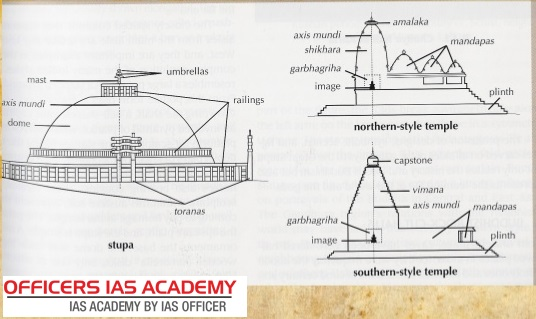 umbrellas
mast
railings
axis mundi
dome
toranas
stupa
amalaka
axis mundi
mandapas
shikhara
garbhagriha
image
plinth
northern-style temple
capstone
vimana
axis mundi
mandapas
garbhagriha
plinth
image
southern-style temple
OFFICERS IAS ACADEMY
IAS ACADEMY BY IAS OFFICER